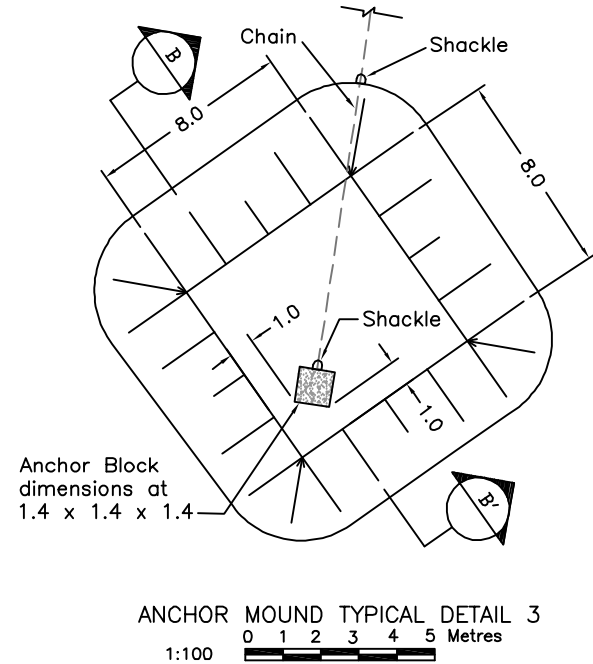 B
Chain
Shackle
8.0
8.0
1.0
Shackle
1.0
Anchor Block
dimensions at
1.4 x 1.4 x 1.4
B'
ANCHOR MOUND TYPICAL DETAIL 3
1:100 0 1 2 3 4 5 Metres